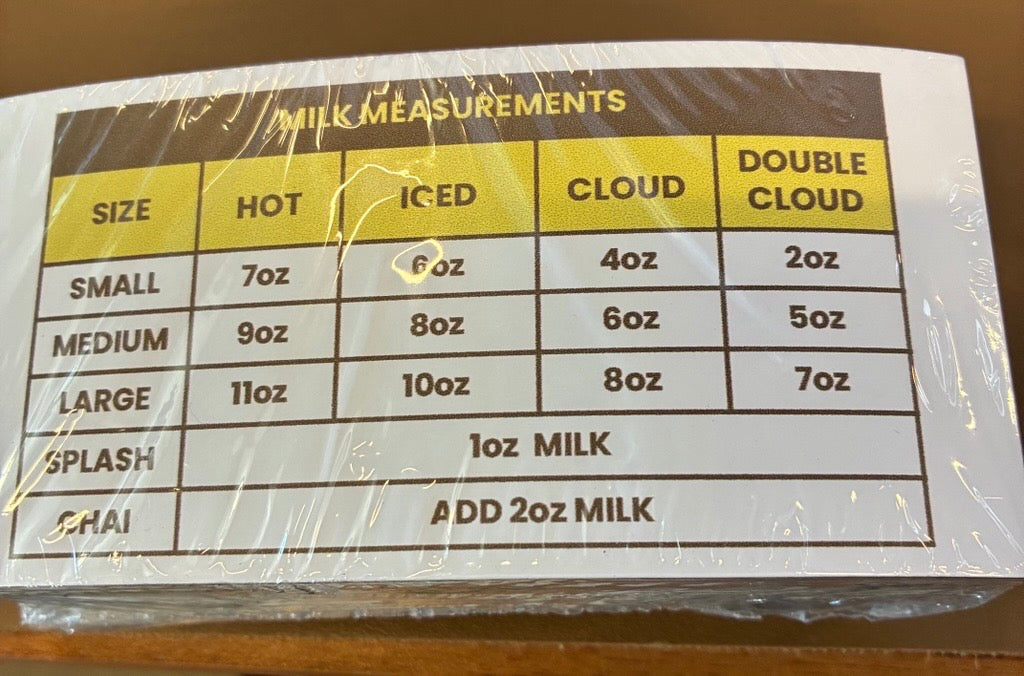 MILK MEASUREMENTS
SIZE HOT ICED CLOUD DOUBLE CLOUD
SMALL 7oz 6oz 4oz 2oz
MEDIUM 9oz 8oz 6oz 5oz
LARGE 11oz 10oz 8oz 7oz
SPLASH 1oz MILK
CHAI ADD 2oz MILK